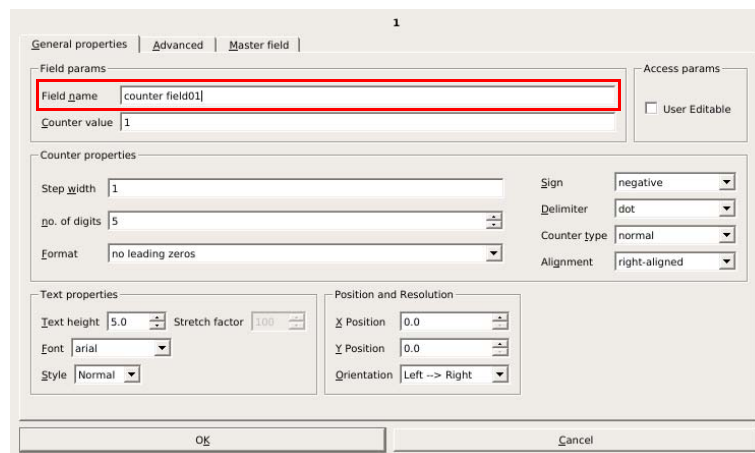 1
General properties Advanced Master field
Field params
Field name counter field01
Counter value 1
Access params
User Editable
Counter properties
Step width 1
no. of digits 5
Format no leading zeros
Sign negative
Delimiter dot
Counter type normal
Alignment right-aligned
Text properties
Text height 5.0 Stretch factor 100
Font arial
Style Normal
Position and Resolution
X Position 0.0
Y Position 0.0
Orientation Left --> Right
OK Cancel